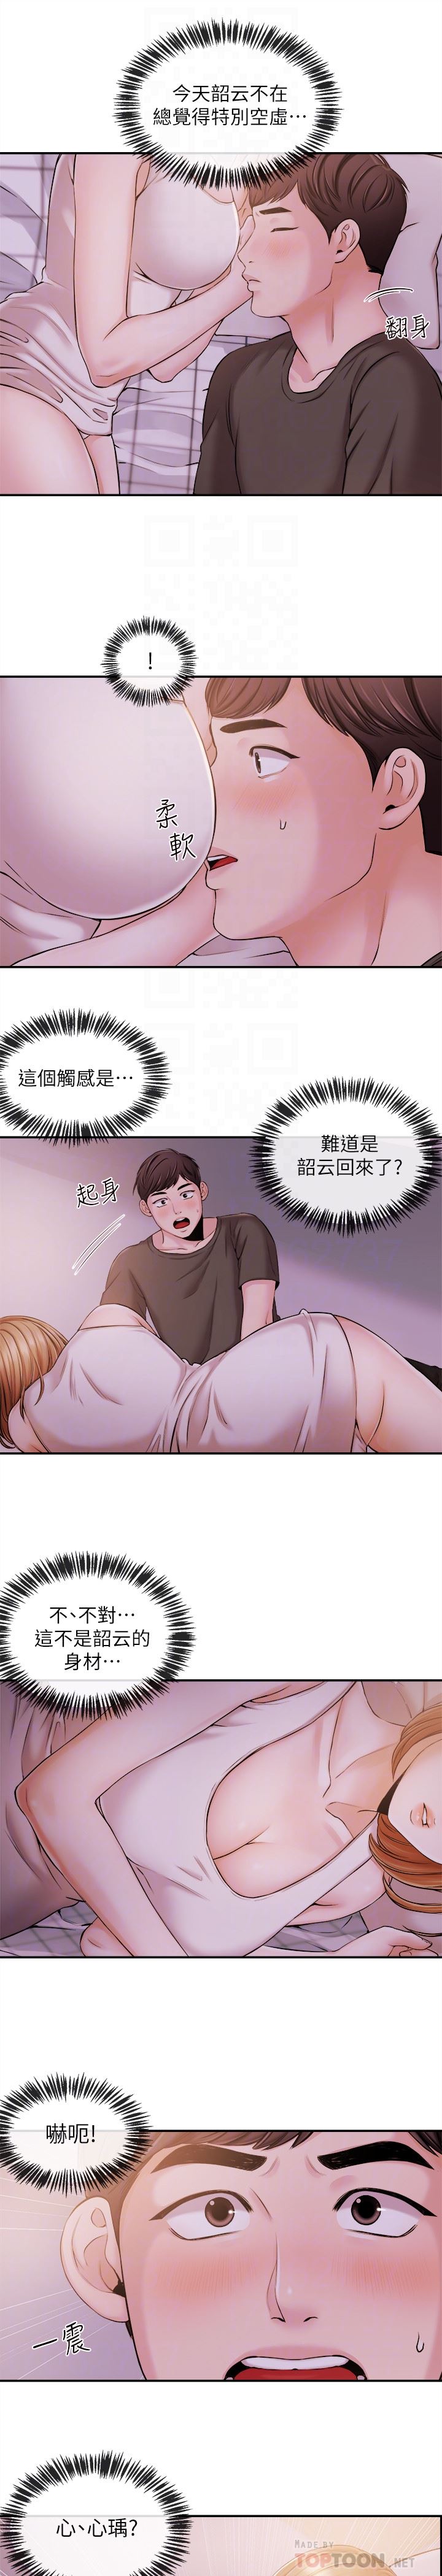 今天韶云不在
總覺得特別空虛…
翻身
!
柔
軟
這個觸感是…
難道是
韶云回來了?
起身
不、不對…
這不是韶云的
身材…
嚇呃!
一震
心、心瑀?
MADE BY
TOPTOON.COM